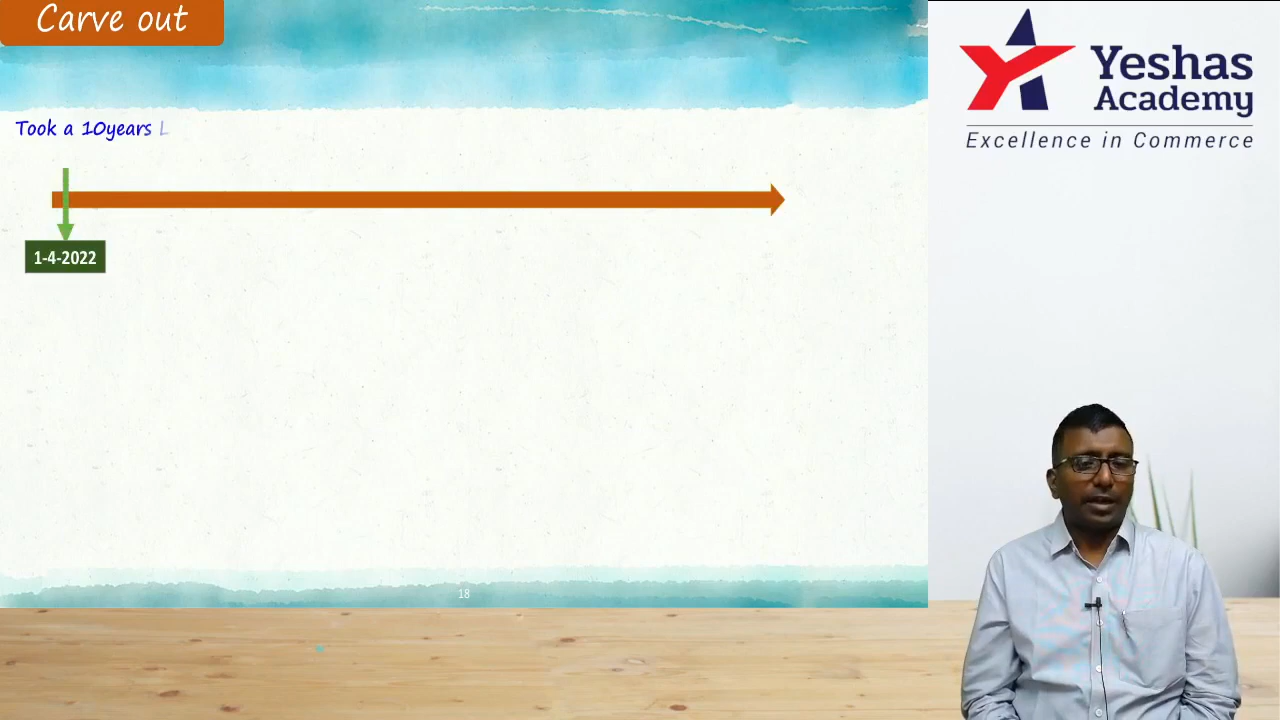 Carve out
Yeshas
Academy
Excellence in Commerce
Took a 10years L
1-4-2022
18